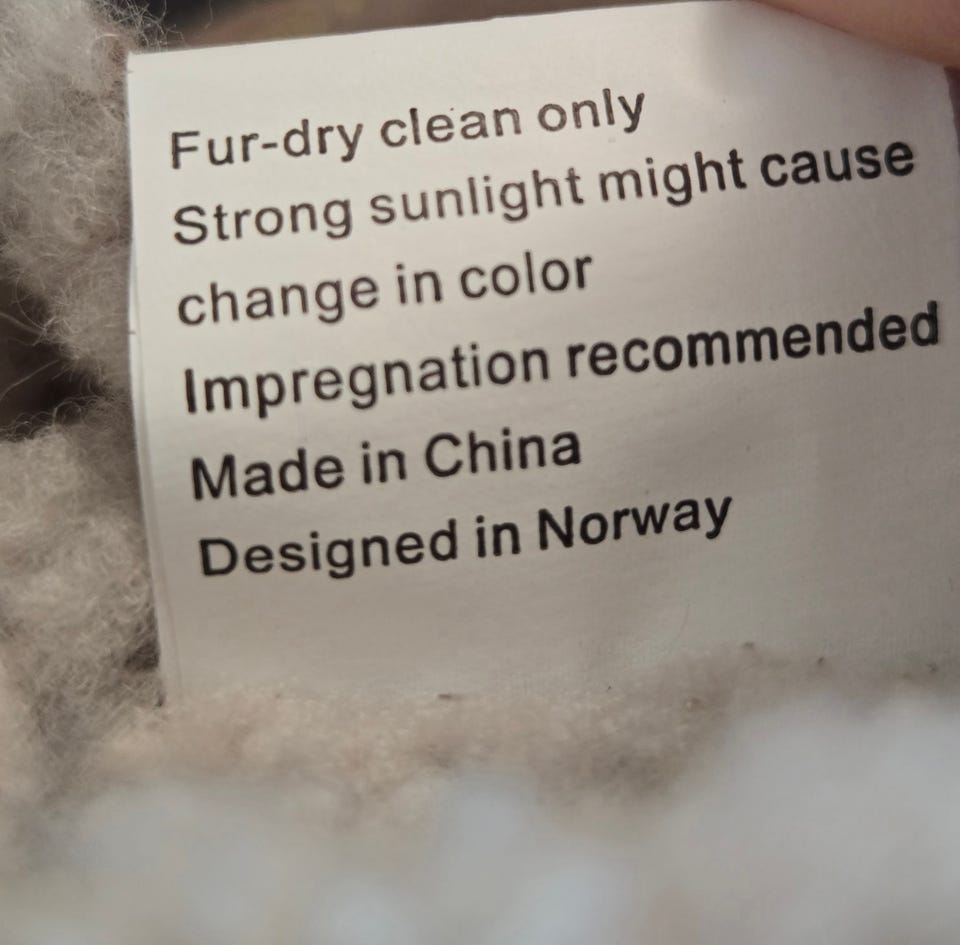 Fur-dry clean only
Strong sunlight might cause
change in color
Impregnation recommended
Made in China
Designed in Norway